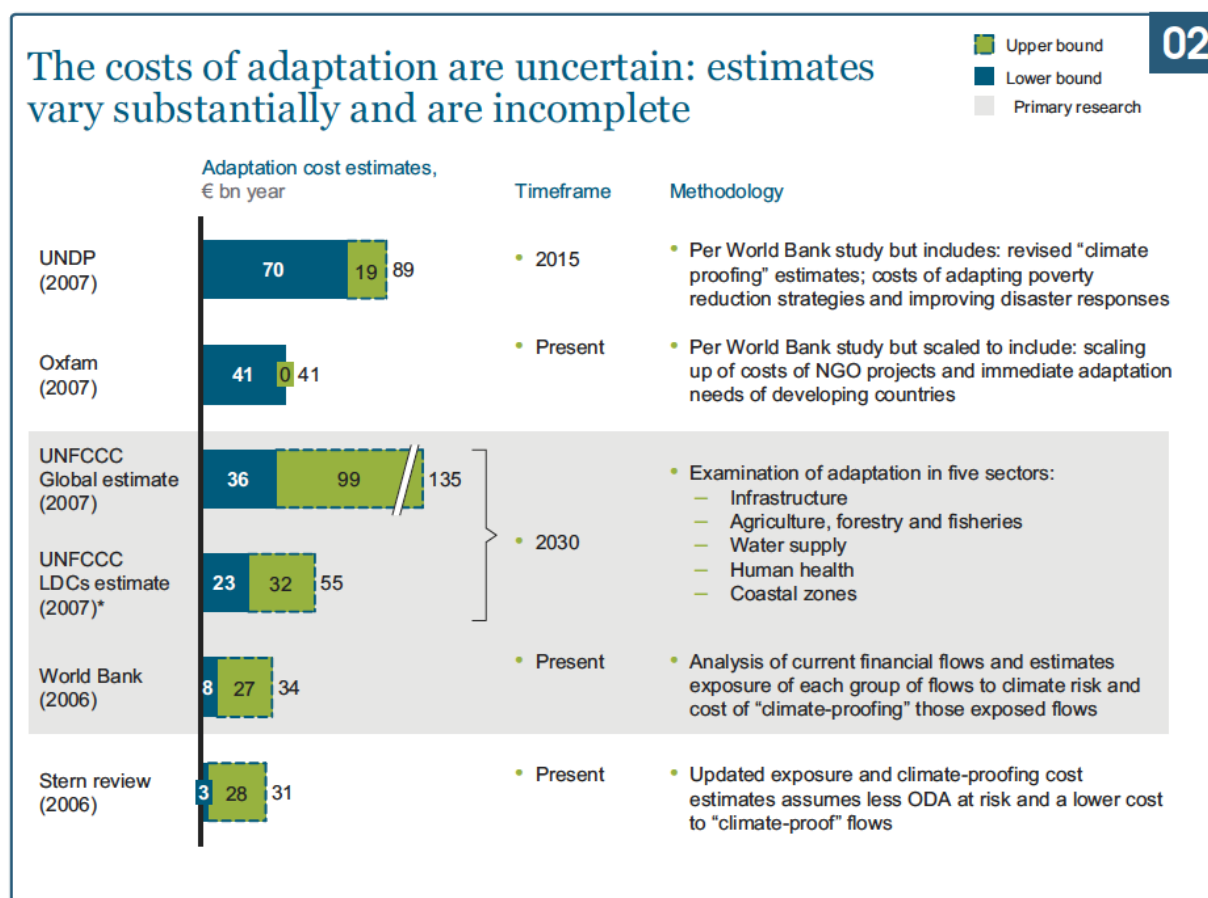 02
The costs of adaptation are uncertain: estimates
vary substantially and are incomplete
Upper bound
Lower bound
Primary research
Adaptation cost estimates,
€ bn year
Timeframe
Methodology
UNDP
(2007)
70
19
89
• 2015
• Per World Bank study but includes: revised “climate
proofing” estimates; costs of adapting poverty
reduction strategies and improving disaster responses
Oxfam
(2007)
41
0
41
• Present
• Per World Bank study but scaled to include: scaling
up of costs of NGO projects and immediate adaptation
needs of developing countries
UNFCCC
Global estimate
(2007)
36
99
135
UNFCCC
LDCs estimate
(2007)*
23
32
55
• 2030
• Examination of adaptation in five sectors:
– Infrastructure
– Agriculture, forestry and fisheries
– Water supply
– Human health
– Coastal zones
World Bank
(2006)
8
27
34
• Present
• Analysis of current financial flows and estimates
exposure of each group of flows to climate risk and
cost of “climate-proofing” those exposed flows
Stern review
(2006)
3
28
31
• Present
• Updated exposure and climate-proofing cost
estimates assumes less ODA at risk and a lower cost
to “climate-proof” flows